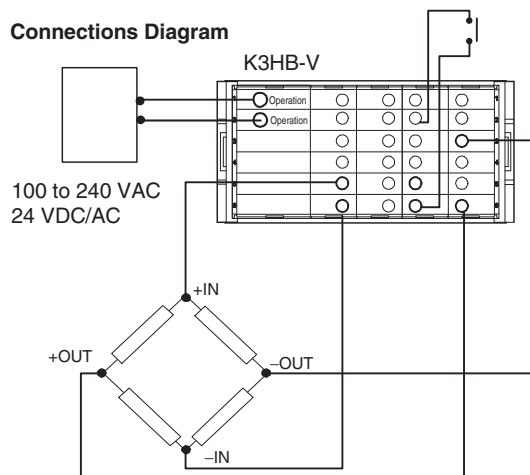 Connections Diagram
K3HB-V
Operation
Operation
100 to 240 VAC
24 VDC/AC
+IN
+OUT
−OUT
−IN